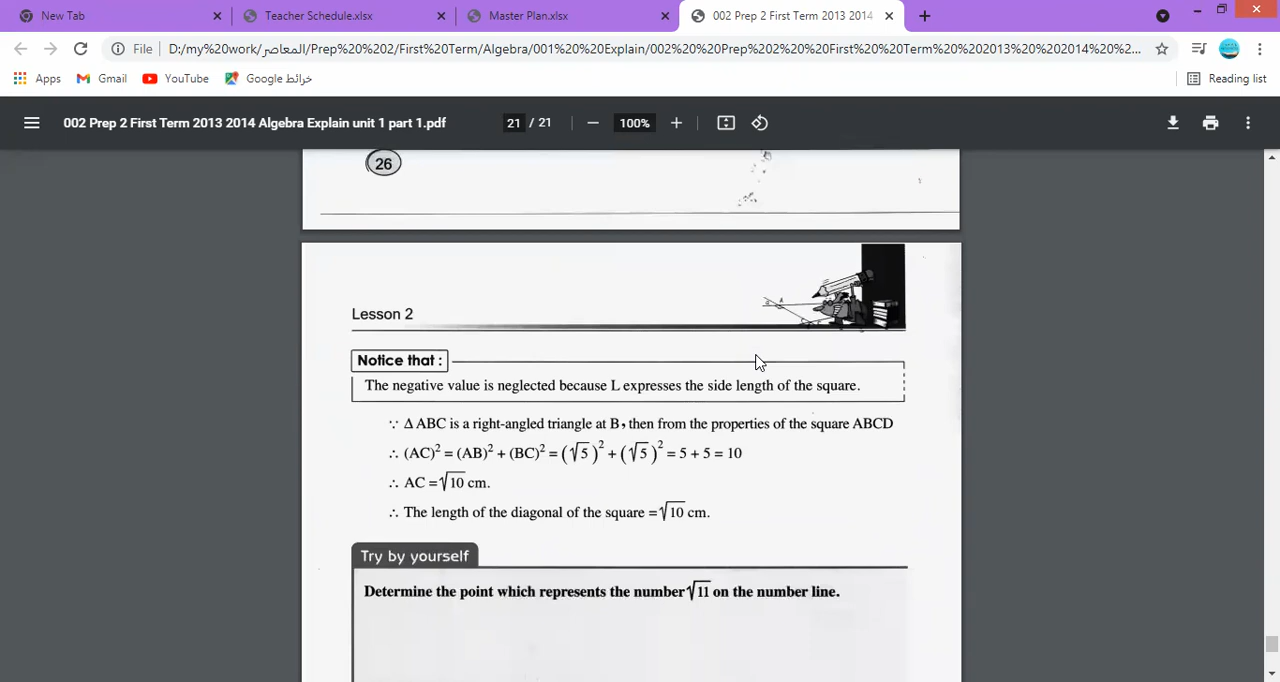 New Tab
Teacher Schedule.xlsx
Master Plan.xlsx
002 Prep 2 First Term 2013 2014
File
D:/my%20work/المعاصر/Prep%20%202/First%20Term/Algebra/001%20%20Explain/002%20%20Prep%202%20%20First%20%20Term%20%202013%20%202014%20%2...
Apps
Gmail
YouTube
خرائط Google
Reading list
002 Prep 2 First Term 2013 2014 Algebra Explain unit 1 part 1.pdf
21 / 21
100%
26
Lesson 2
Notice that :
The negative value is neglected because L expresses the side length of the square.
∵ Δ ABC is a right-angled triangle at B, then from the properties of the square ABCD
∴ (AC)² = (AB)² + (BC)² = (√5)² + (√5)² = 5 + 5 = 10
∴ AC = √10 cm.
∴ The length of the diagonal of the square = √10 cm.
Try by yourself
Determine the point which represents the number √11 on the number line.